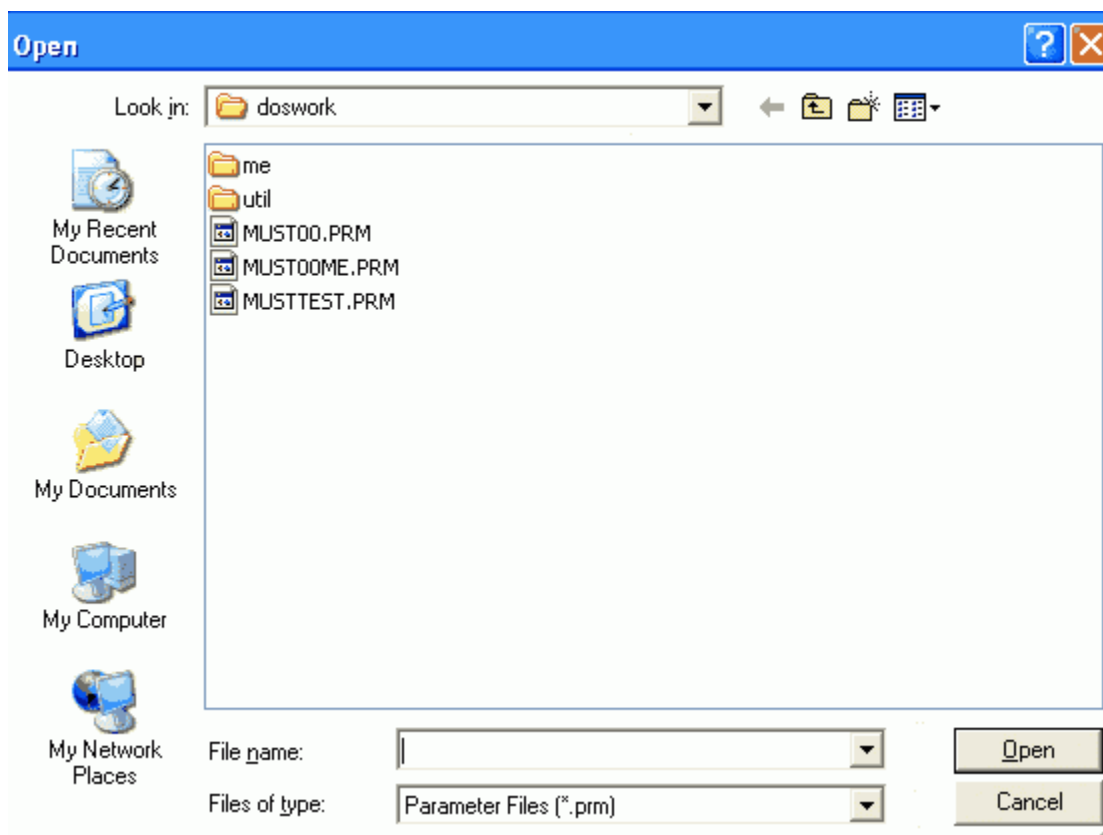 Open
Look in:
doswork
My Recent
Documents
Desktop
My Documents
My Computer
My Network
Places
me
util
MUST00.PRM
MUST00ME.PRM
MUSTTEST.PRM
File name:
Open
Files of type:
Parameter Files (*.prm)
Cancel